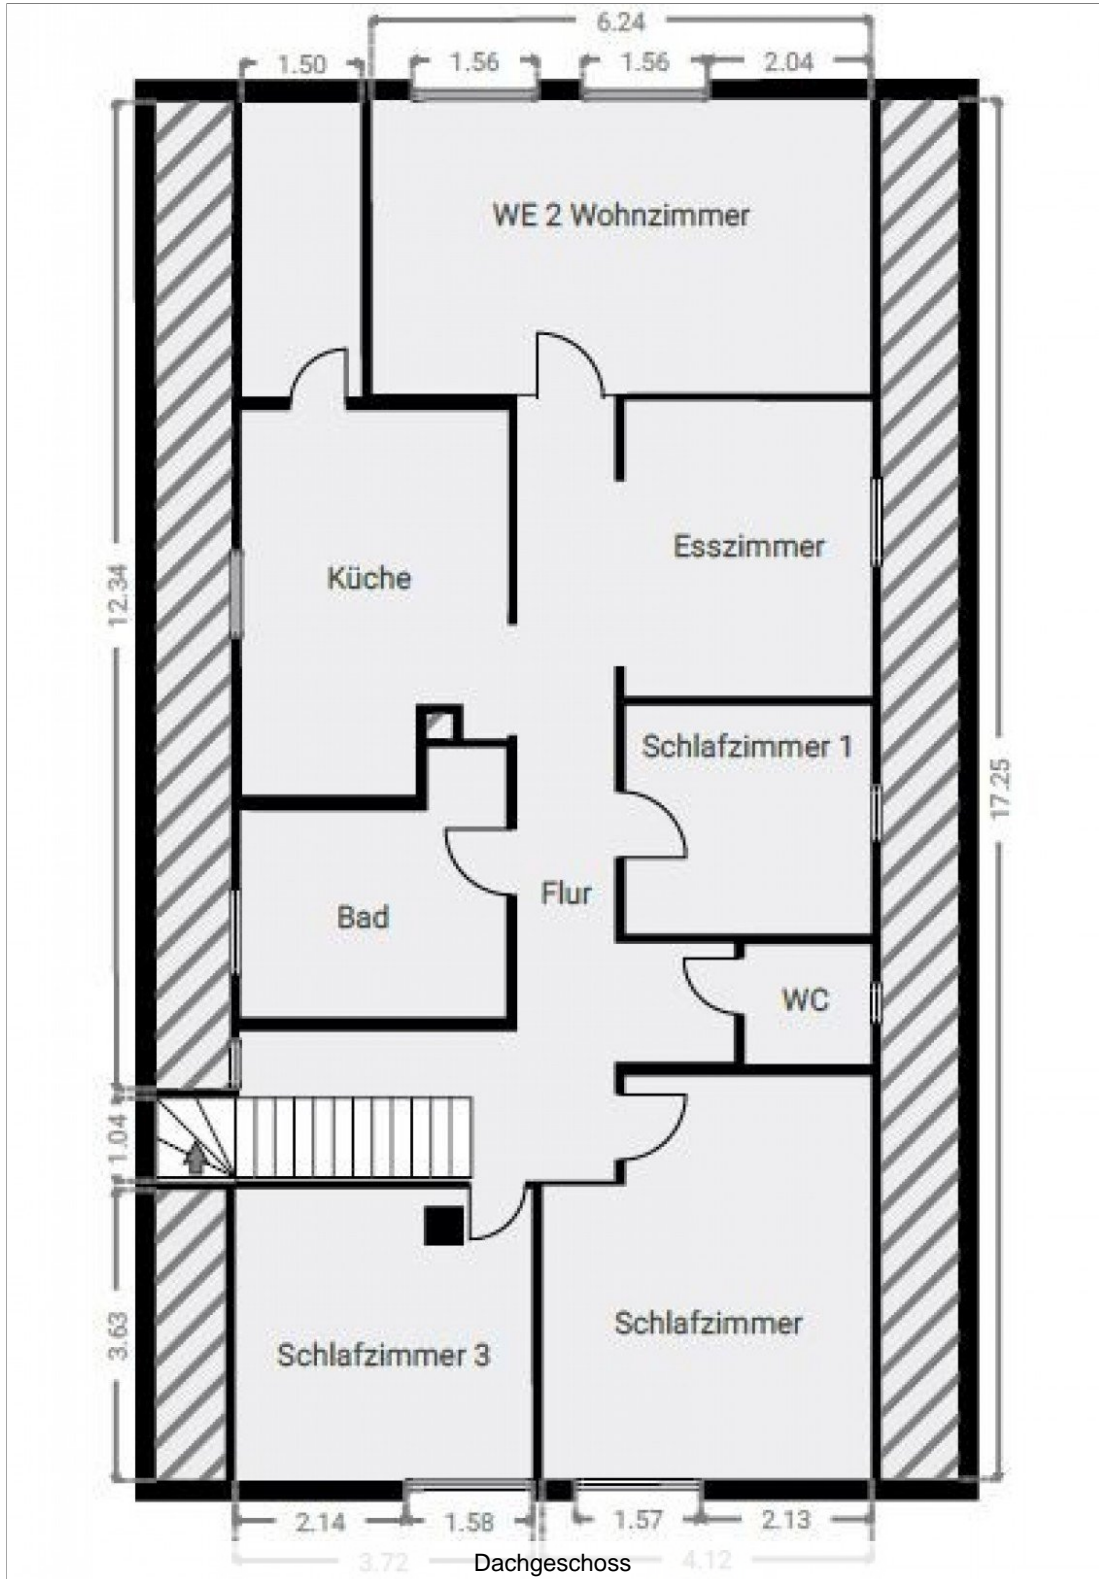 6.24
1.50 1.56 1.56 2.04
WE 2 Wohnzimmer
Esszimmer
Küche
12.34
Schlafzimmer 1
17.25
Flur
Bad
WC
1.04
Schlafzimmer
3.63
Schlafzimmer 3
2.14 1.58 1.57 2.13
3.72 Dachgeschoss 4.12